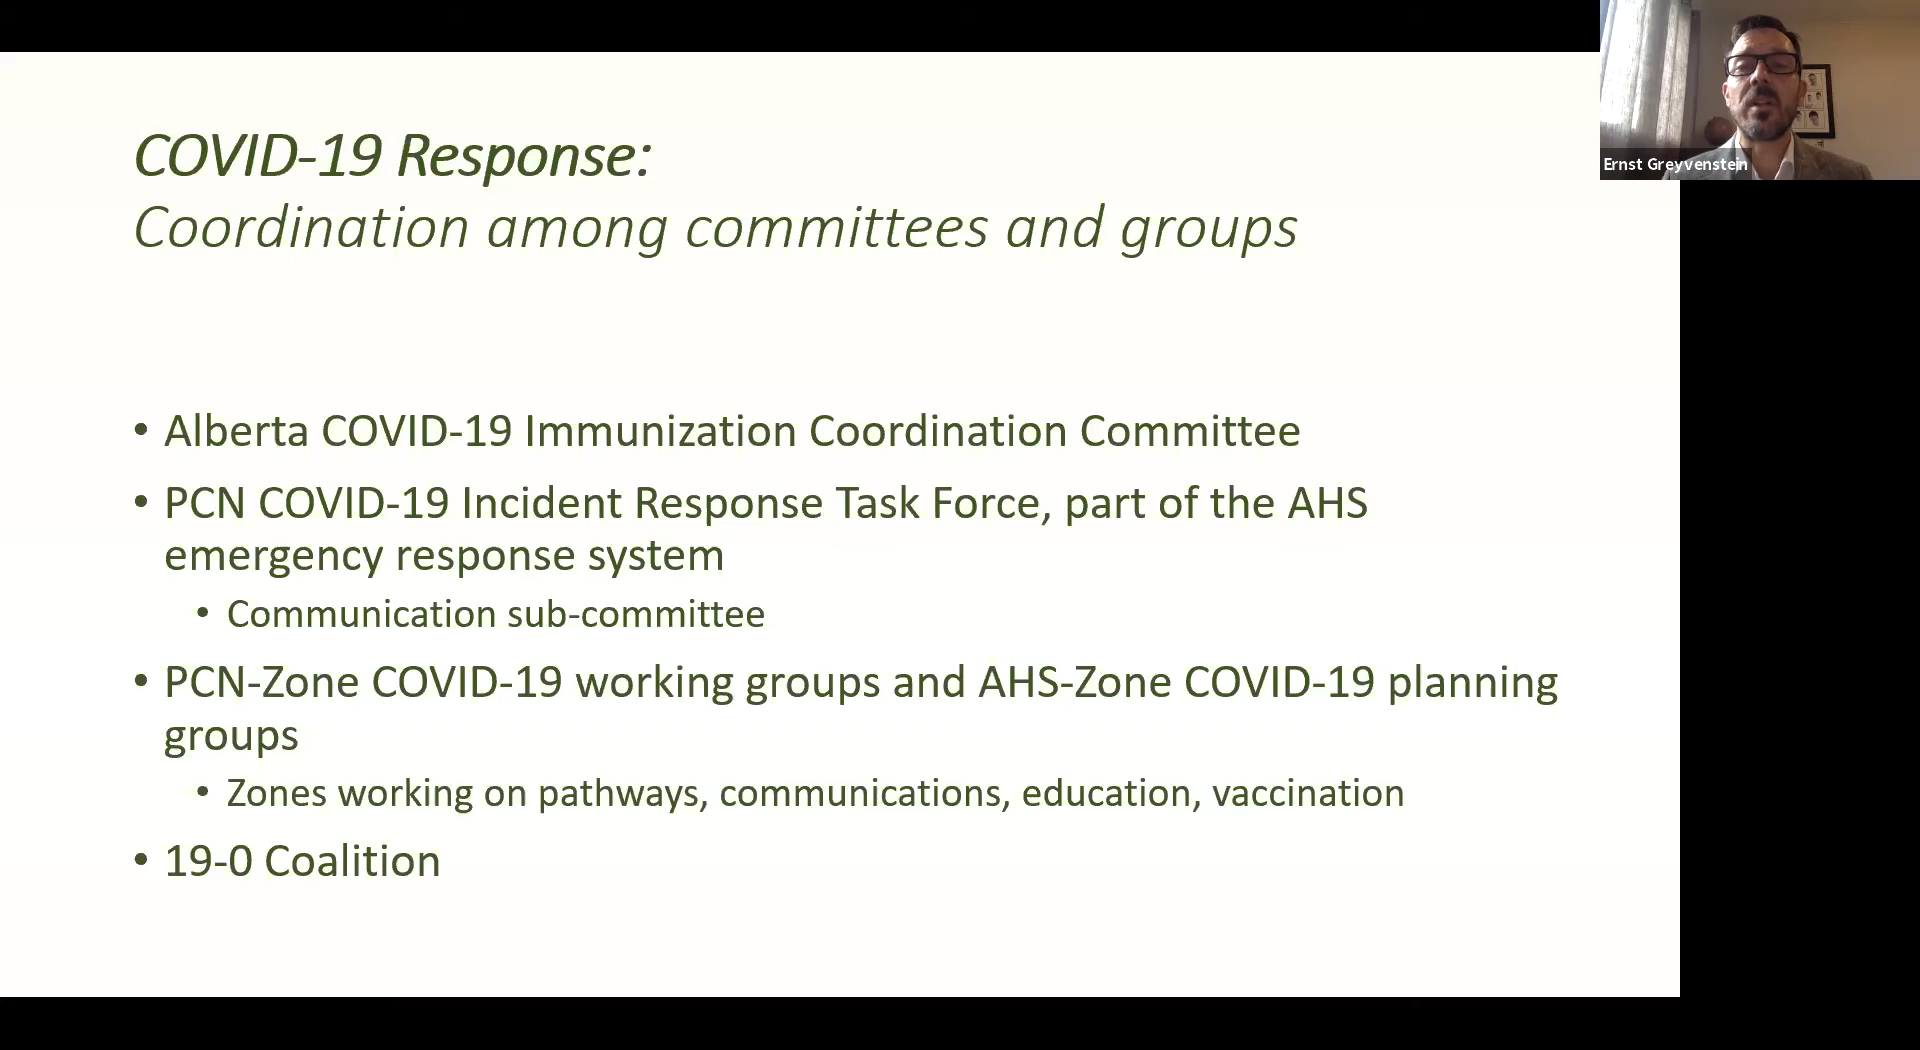 COVID-19 Response:
Coordination among committees and groups
• Alberta COVID-19 Immunization Coordination Committee
• PCN COVID-19 Incident Response Task Force, part of the AHS
emergency response system
• Communication sub-committee
• PCN-Zone COVID-19 working groups and AHS-Zone COVID-19 planning
groups
• Zones working on pathways, communications, education, vaccination
• 19-0 Coalition
Ernst Greyvenstein